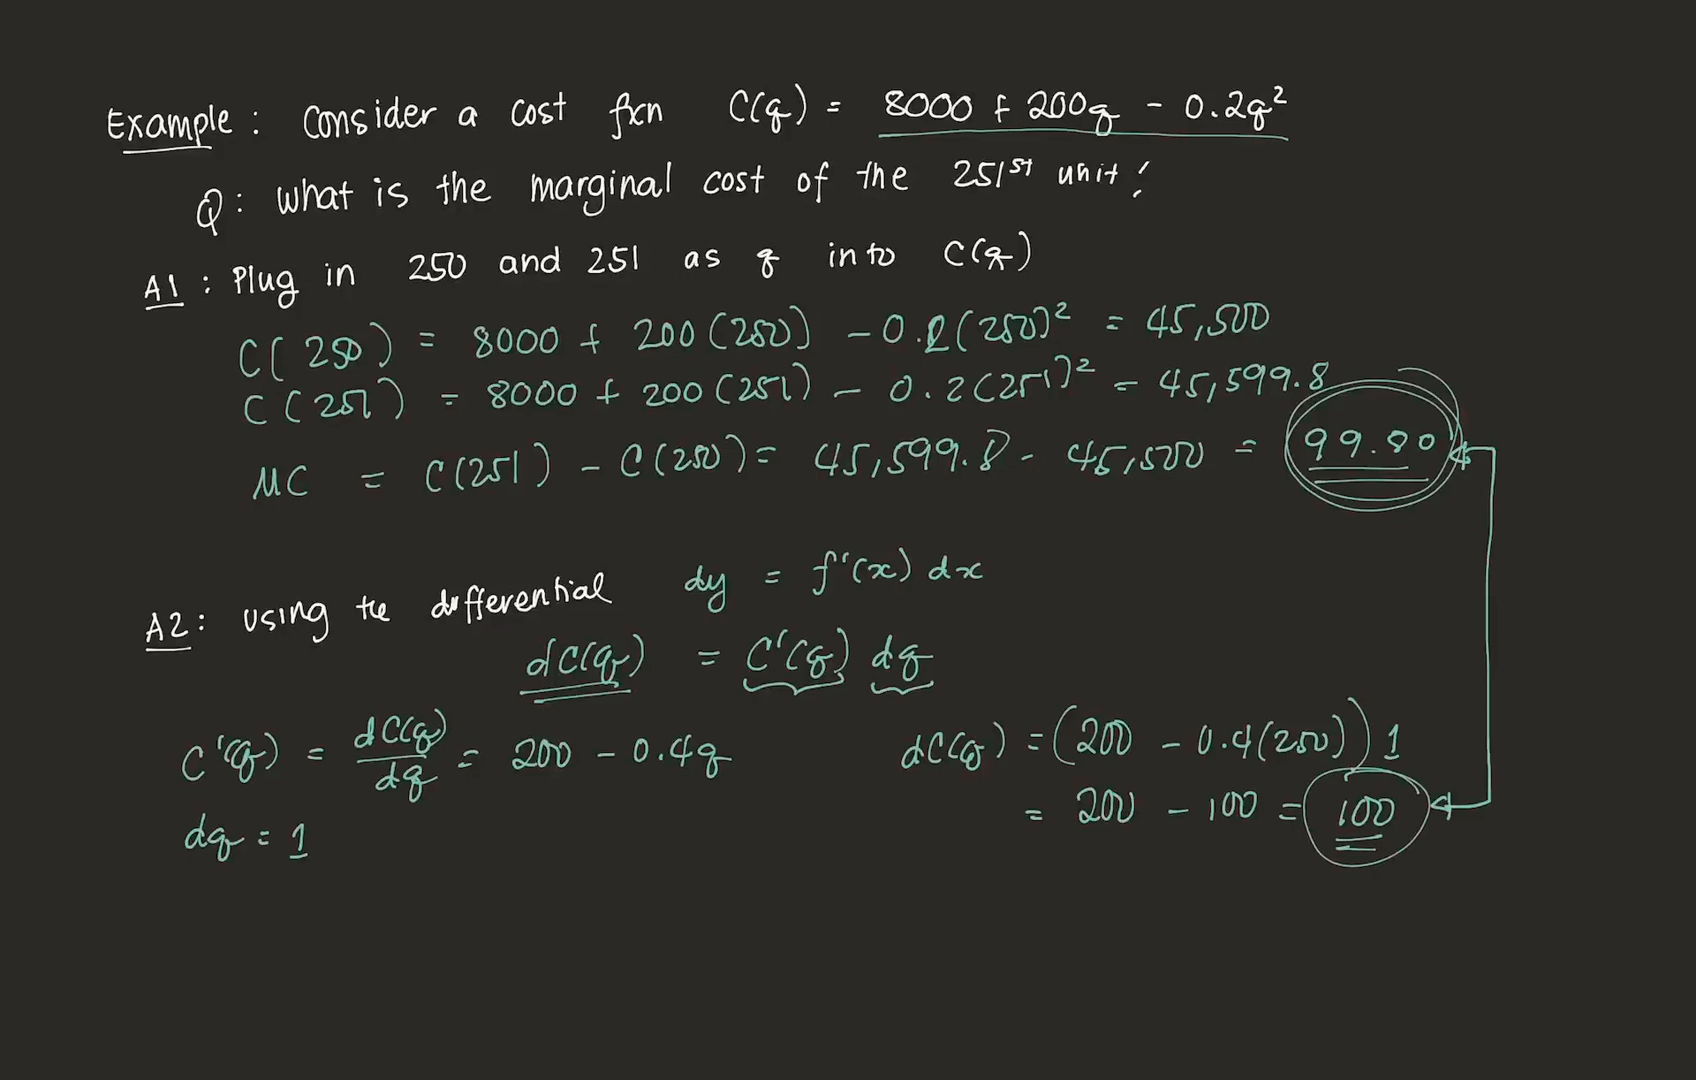 Example: Consider a cost fxn C(q) = 8000 + 200q - 0.2q²
Q: What is the marginal cost of the 251st unit?
A1: Plug in 250 and 251 as q into C(q)
C(250) = 8000 + 200(250) - 0.2(250)² = 45,500
C(251) = 8000 + 200(251) - 0.2(251)² = 45,599.8
MC = C(251) - C(250) = 45,599.8 - 45,500 = 99.80
A2: Using the differential dy = f'(x) dx
dC(q) = C'(q) dq
C'(q) = dC(q)/dq = 200 - 0.4q
dq = 1
dC(q) = (200 - 0.4(250)) 1
= 200 - 100 = 100